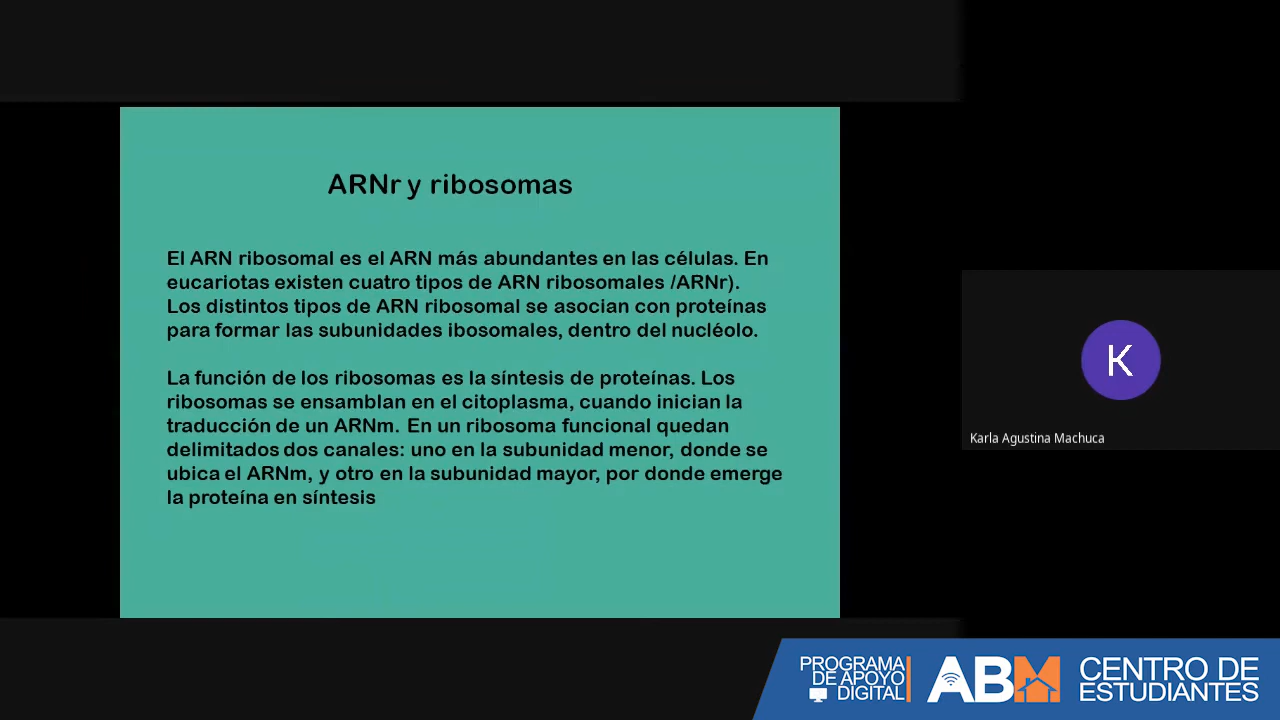 ARNr y ribosomas
El ARN ribosomal es el ARN más abundantes en las células. En
eucariotas existen cuatro tipos de ARN ribosomales /ARNr).
Los distintos tipos de ARN ribosomal se asocian con proteínas
para formar las subunidades ibosomales, dentro del nucléolo.
La función de los ribosomas es la síntesis de proteínas. Los
ribosomas se ensamblan en el citoplasma, cuando inician la
traducción de un ARNm. En un ribosoma funcional quedan
delimitados dos canales: uno en la subunidad menor, donde se
ubica el ARNm, y otro en la subunidad mayor, por donde emerge
la proteína en síntesis
K
Karla Agustina Machuca
PROGRAMA
DE APOYO
DIGITAL
ABM
CENTRO DE
ESTUDIANTES